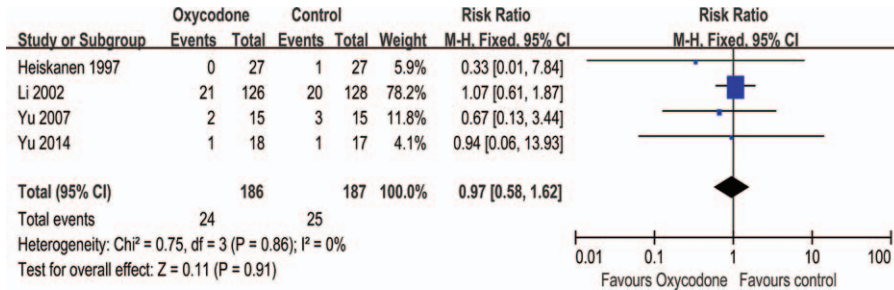 Oxycodone Control Risk Ratio Risk Ratio
Study or Subgroup Events Total Events Total Weight M-H, Fixed, 95% CI M-H, Fixed, 95% CI
Heiskanen 1997 0 27 1 27 5.9% 0.33 [0.01, 7.84]
Li 2002 21 126 20 128 78.2% 1.07 [0.61, 1.87]
Yu 2007 2 15 3 15 11.8% 0.67 [0.13, 3.44]
Yu 2014 1 18 1 17 4.1% 0.94 [0.06, 13.93]
Total (95% CI) 186 187 100.0% 0.97 [0.58, 1.62]
Total events 24 25
Heterogeneity: Chi² = 0.75, df = 3 (P = 0.86); I² = 0%
Test for overall effect: Z = 0.11 (P = 0.91)
0.01 0.1 1 10 100
Favours Oxycodone Favours control